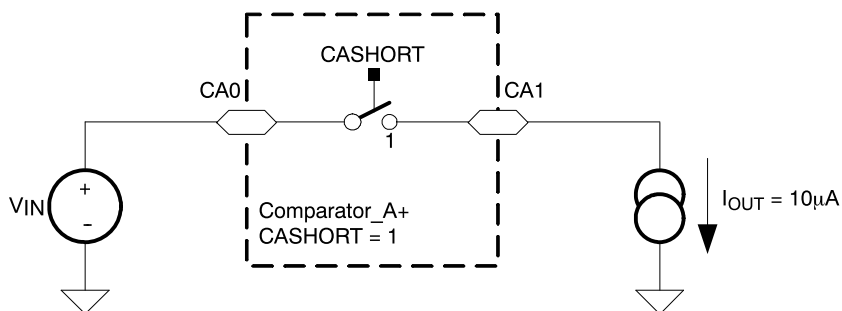 CASHORT
CA0
CA1
1
VIN
+
-
Comparator_A+
CASHORT = 1
IOUT = 10µA